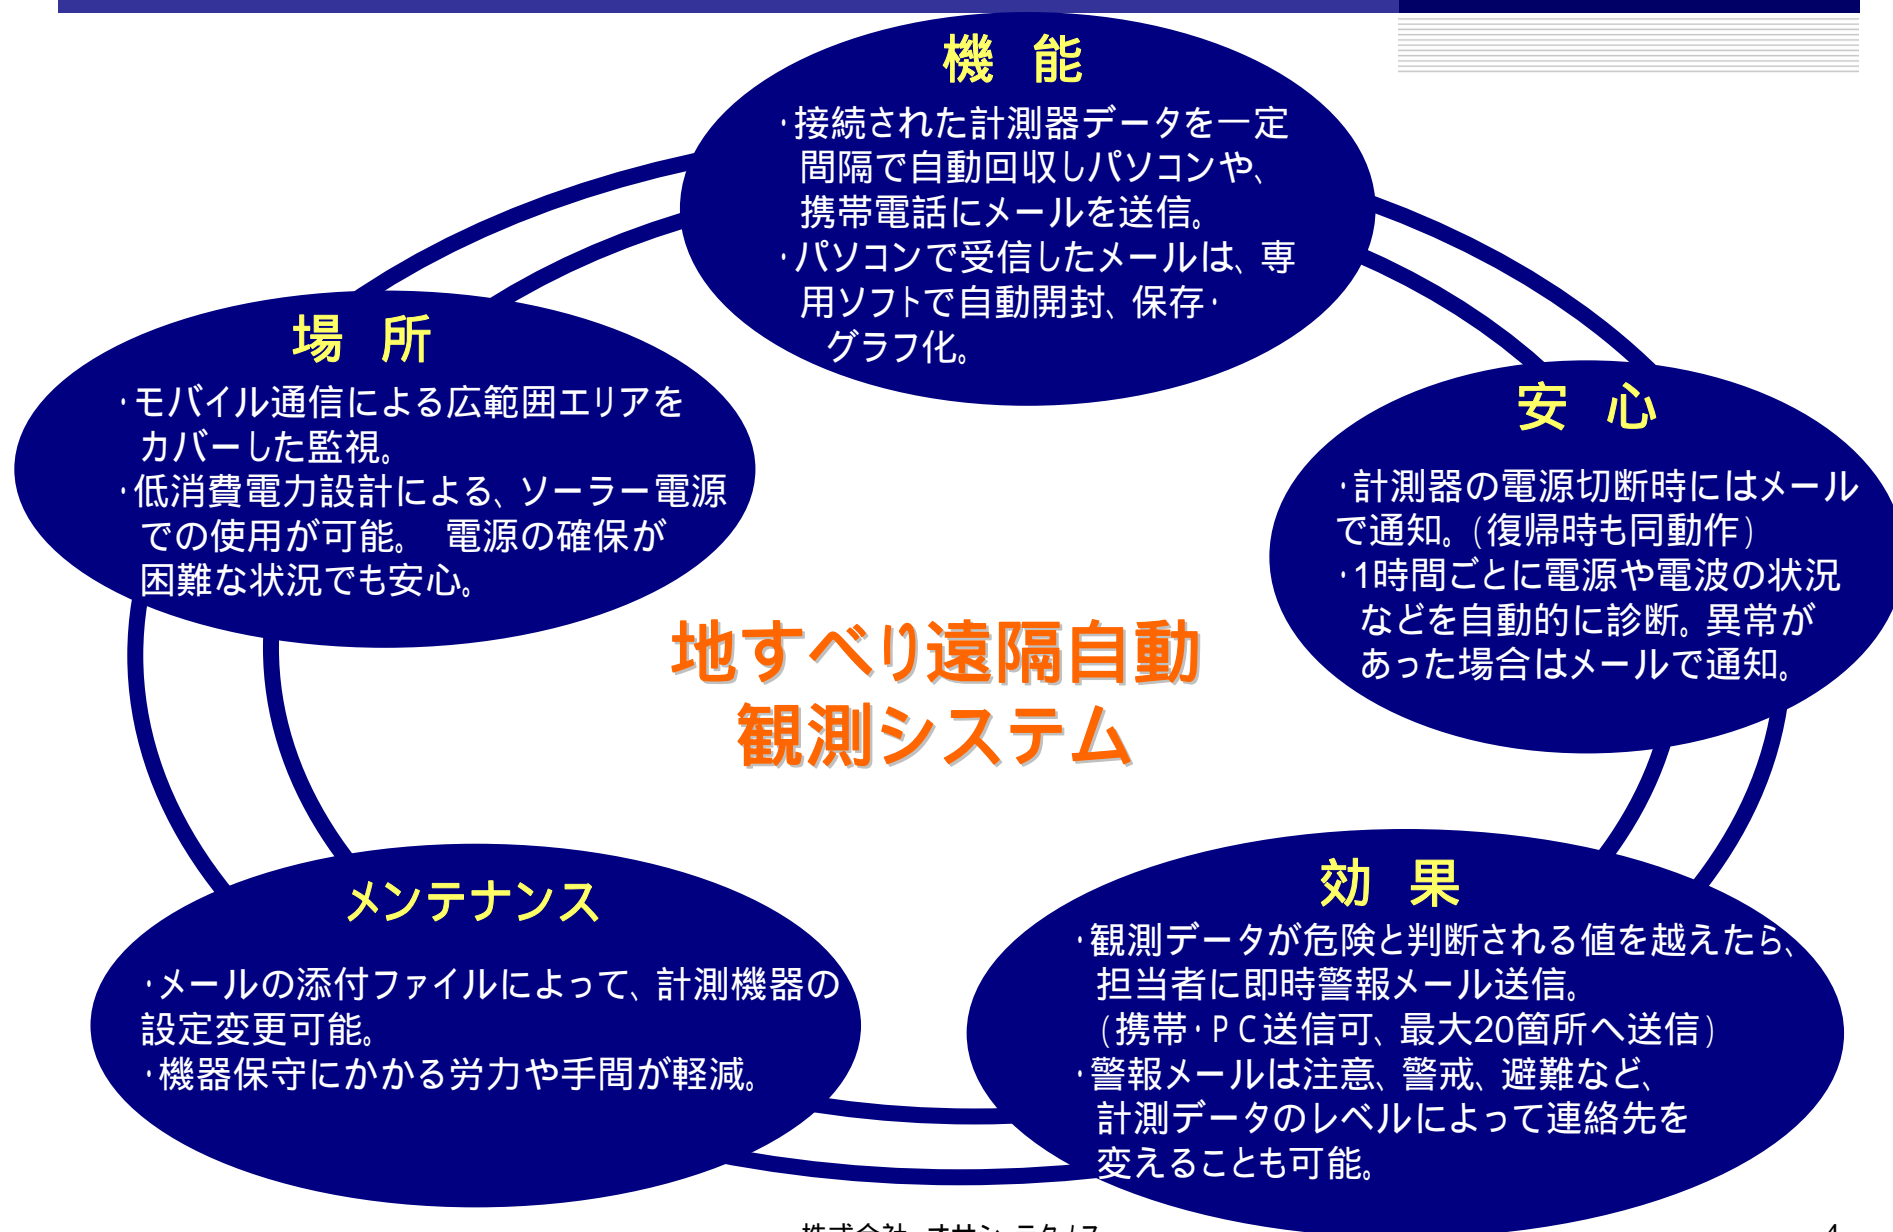 機 能
・接続された計測器データを一定
間隔で自動回収しパソコンや、
携帯電話にメールを送信。
・パソコンで受信したメールは、専
用ソフトで自動開封、保存・
グラフ化。
場 所
・モバイル通信による広範囲エリアを
カバーした監視。
・低消費電力設計による、ソーラー電源
での使用が可能。 電源の確保が
困難な状況でも安心。
安 心
・計測器の電源切断時にはメール
で通知。(復帰時も同動作)
・1時間ごとに電源や電波の状況
などを自動的に診断。異常が
あった場合はメールで通知。
地すべり遠隔自動
観測システム
メンテナンス
・メールの添付ファイルによって、計測機器の
設定変更可能。
・機器保守にかかる労力や手間が軽減。
効 果
・観測データが危険と判断される値を越えたら、
担当者に即時警報メール送信。
(携帯・PC送信可、最大20箇所へ送信)
・警報メールは注意、警戒、避難など、
計測データのレベルによって連絡先を
変えることも可能。
株式会社 オサシ・テクノス
4